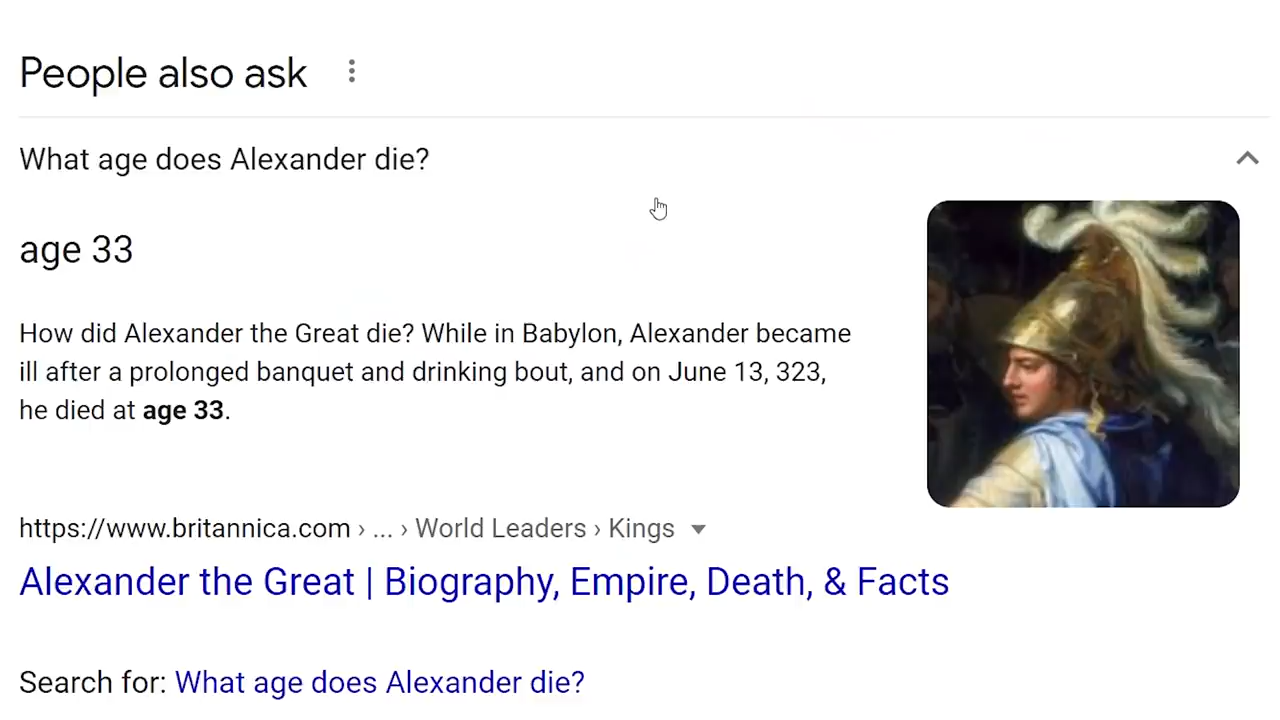 People also ask
What age does Alexander die?
age 33
How did Alexander the Great die? While in Babylon, Alexander became
ill after a prolonged banquet and drinking bout, and on June 13, 323,
he died at age 33.
https://www.britannica.com › ... › World Leaders › Kings
Alexander the Great | Biography, Empire, Death, & Facts
Search for: What age does Alexander die?